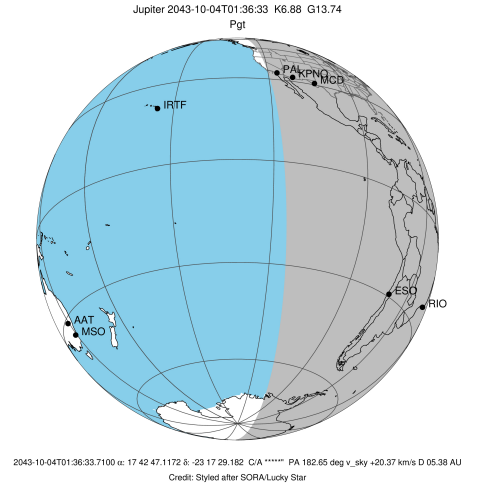 Jupiter 2043-10-04T01:36:33 K6.88 G13.74
Pgt
PAL
KPNO
MCD
IRTF
ESO
RIO
AAT
MSO
2043-10-04T01:36:33.7100 α: 17 42 47.1172 δ: -23 17 29.182 C/A *****" PA 182.65 deg v_sky +20.37 km/s D 05.38 AU
Credit: Styled after SORA/Lucky Star